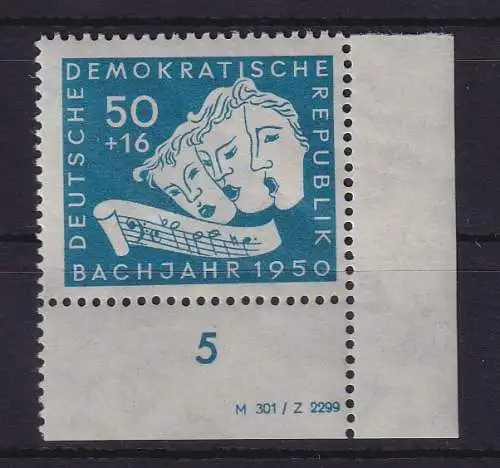 DEUTSCHE
DEMOKRATISCHE
REPUBLIK
50
+16
BACHJAHR 1950
5
M 301 / Z 2299